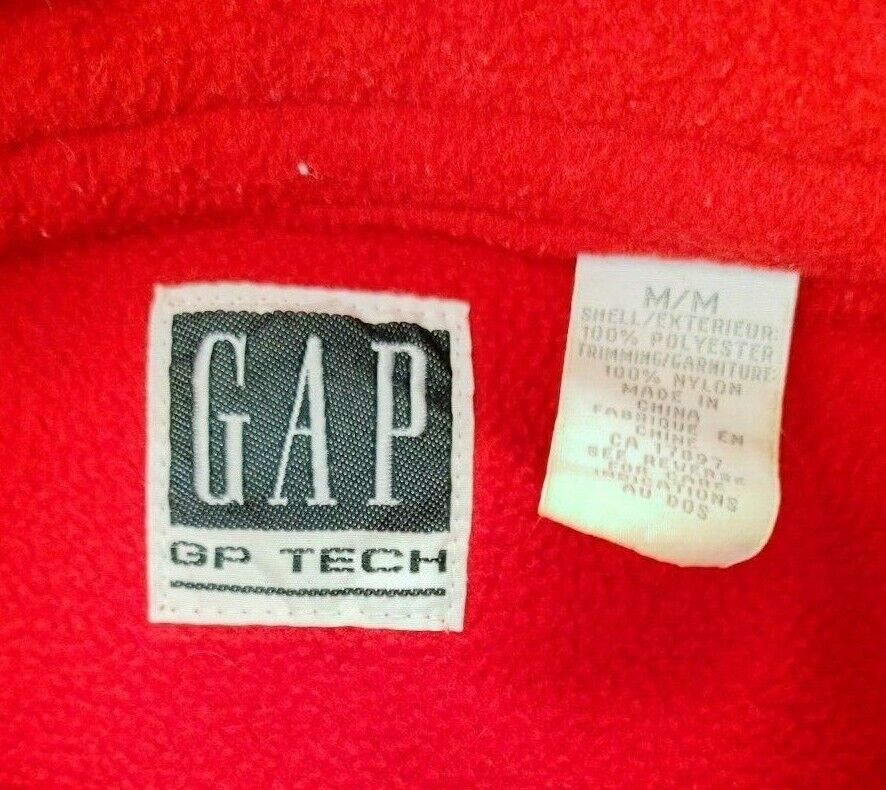 GAP
GP TECH
M/M
SHELL/EXTERIEUR:
100% POLYESTER
TRIMMING/GARNITURE:
100% NYLON
MADE IN
CHINA
FABRIQUE EN
CHINE
CA 17897
SEE REVERSE
FOR CARE
INDICATIONS
AU DOS